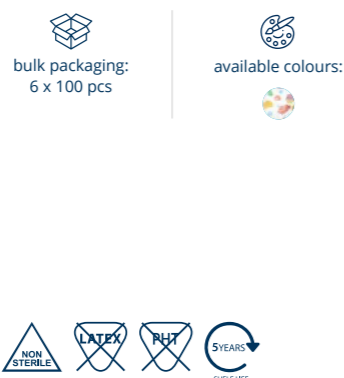 bulk packaging:
6 x 100 pcs
available colours:
NON
STERILE
LATEX
PHT
5YEARS